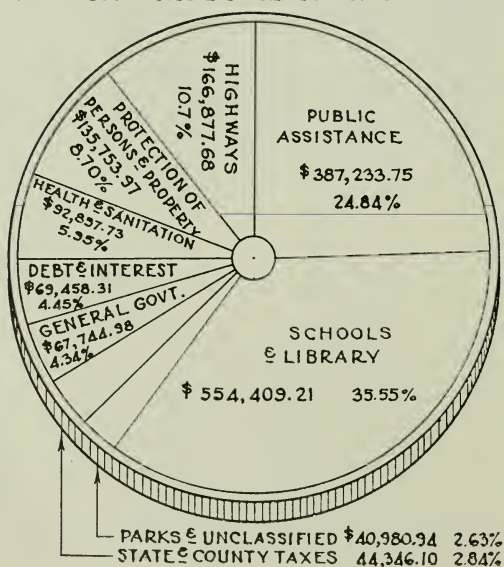 HIGHWAYS
$166,877.68
10.7%
PUBLIC
ASSISTANCE
$387,233.75
24.84%
PROTECTION OF
PERSONS & PROPERTY
$135,753.97
8.70%
HEALTH & SANITATION
$92,897.73
5.95%
DEBT & INTEREST
$69,458.31
4.45%
GENERAL GOVT.
$67,744.98
4.34%
SCHOOLS
& LIBRARY
$554,409.21 35.55%
PARKS & UNCLASSIFIED $40,980.94 2.63%
STATE & COUNTY TAXES 44,346.10 2.84%